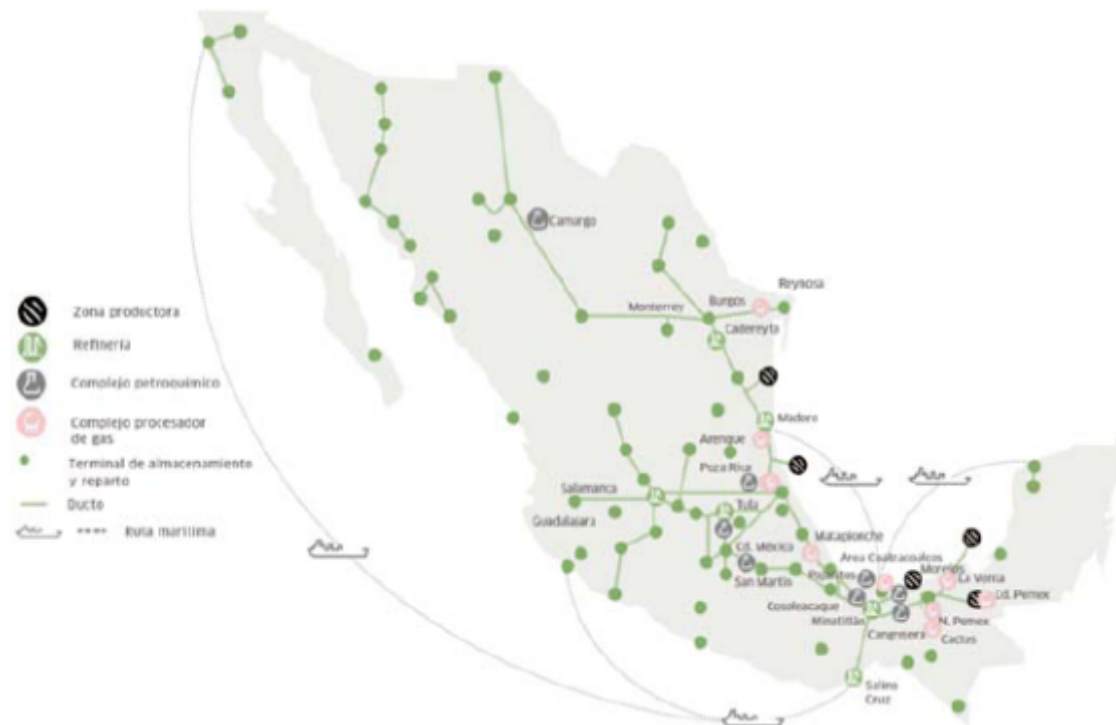 Zona productora
Refinería
Complejo petroquímico
Complejo procesador
de gas
Terminal de almacenamiento
y reparto
Ducto
Ruta marítima
Camargo
Reynosa
Burgos
Monterrey
Cadereyta
Madero
Arenque
Poza Rica
Salamanca
Tula
Guadalajara
Matapionche
Cd. México
Área Coatzacoalcos
Morelos
Pajaritos
La Venta
San Martín
Cd. Pemex
Cosoleacaque
Minatitlán
N. Pemex
Cangrejera
Cactus
Salina
Cruz